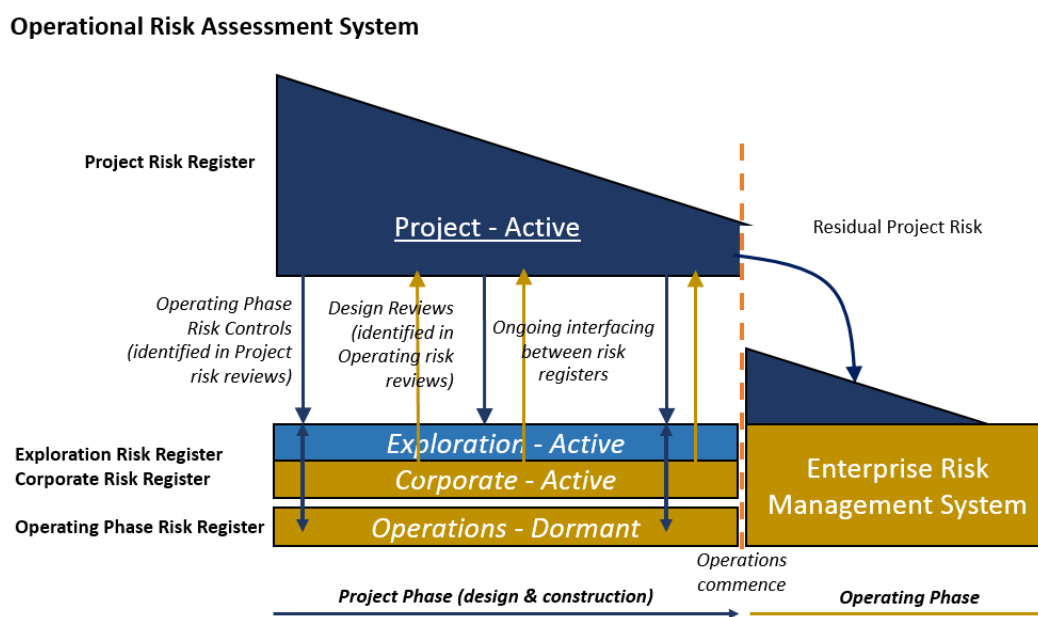 Operational Risk Assessment System
Project Risk Register
Project - Active
Residual Project Risk
Operating Phase
Risk Controls
(identified in Project
risk reviews)
Design Reviews
(identified in
Operating risk
reviews)
Ongoing interfacing
between risk
registers
Exploration Risk Register
Corporate Risk Register
Exploration - Active
Corporate - Active
Enterprise Risk
Management System
Operating Phase Risk Register
Operations - Dormant
Operations
commence
Project Phase (design & construction)
Operating Phase